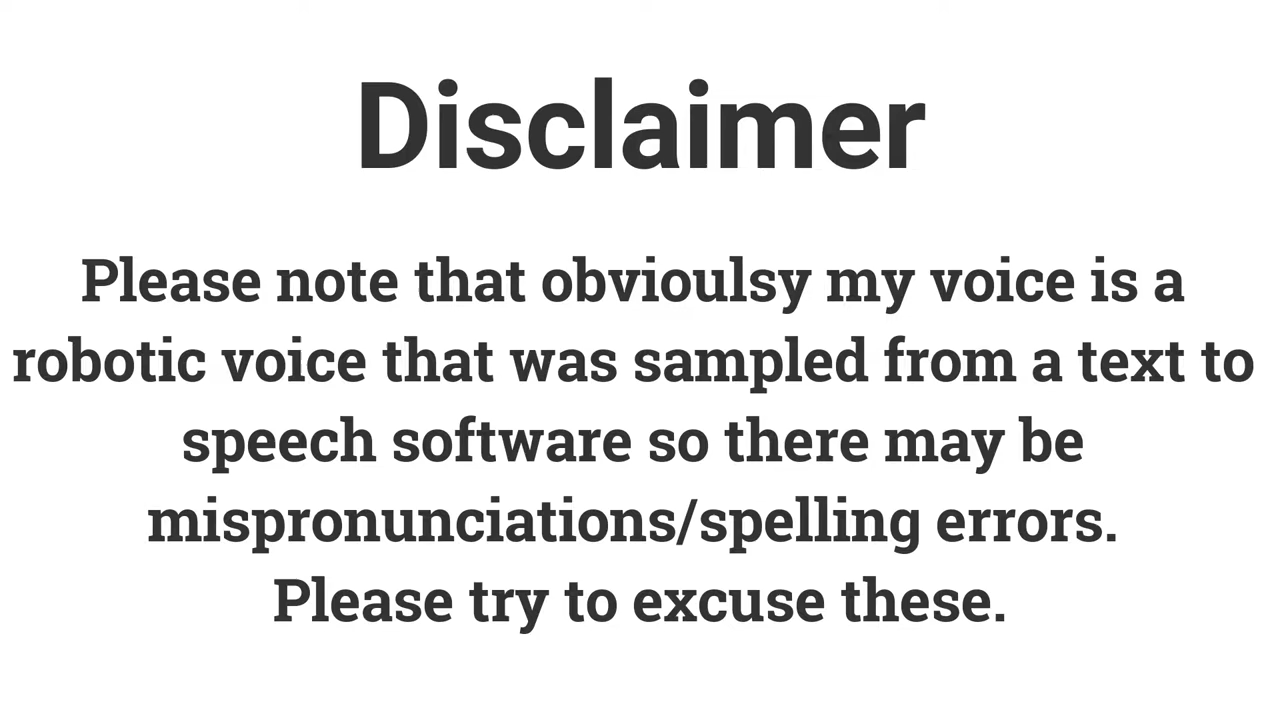 Disclaimer
Please note that obvioulsy my voice is a
robotic voice that was sampled from a text to
speech software so there may be
mispronunciations/spelling errors.
Please try to excuse these.